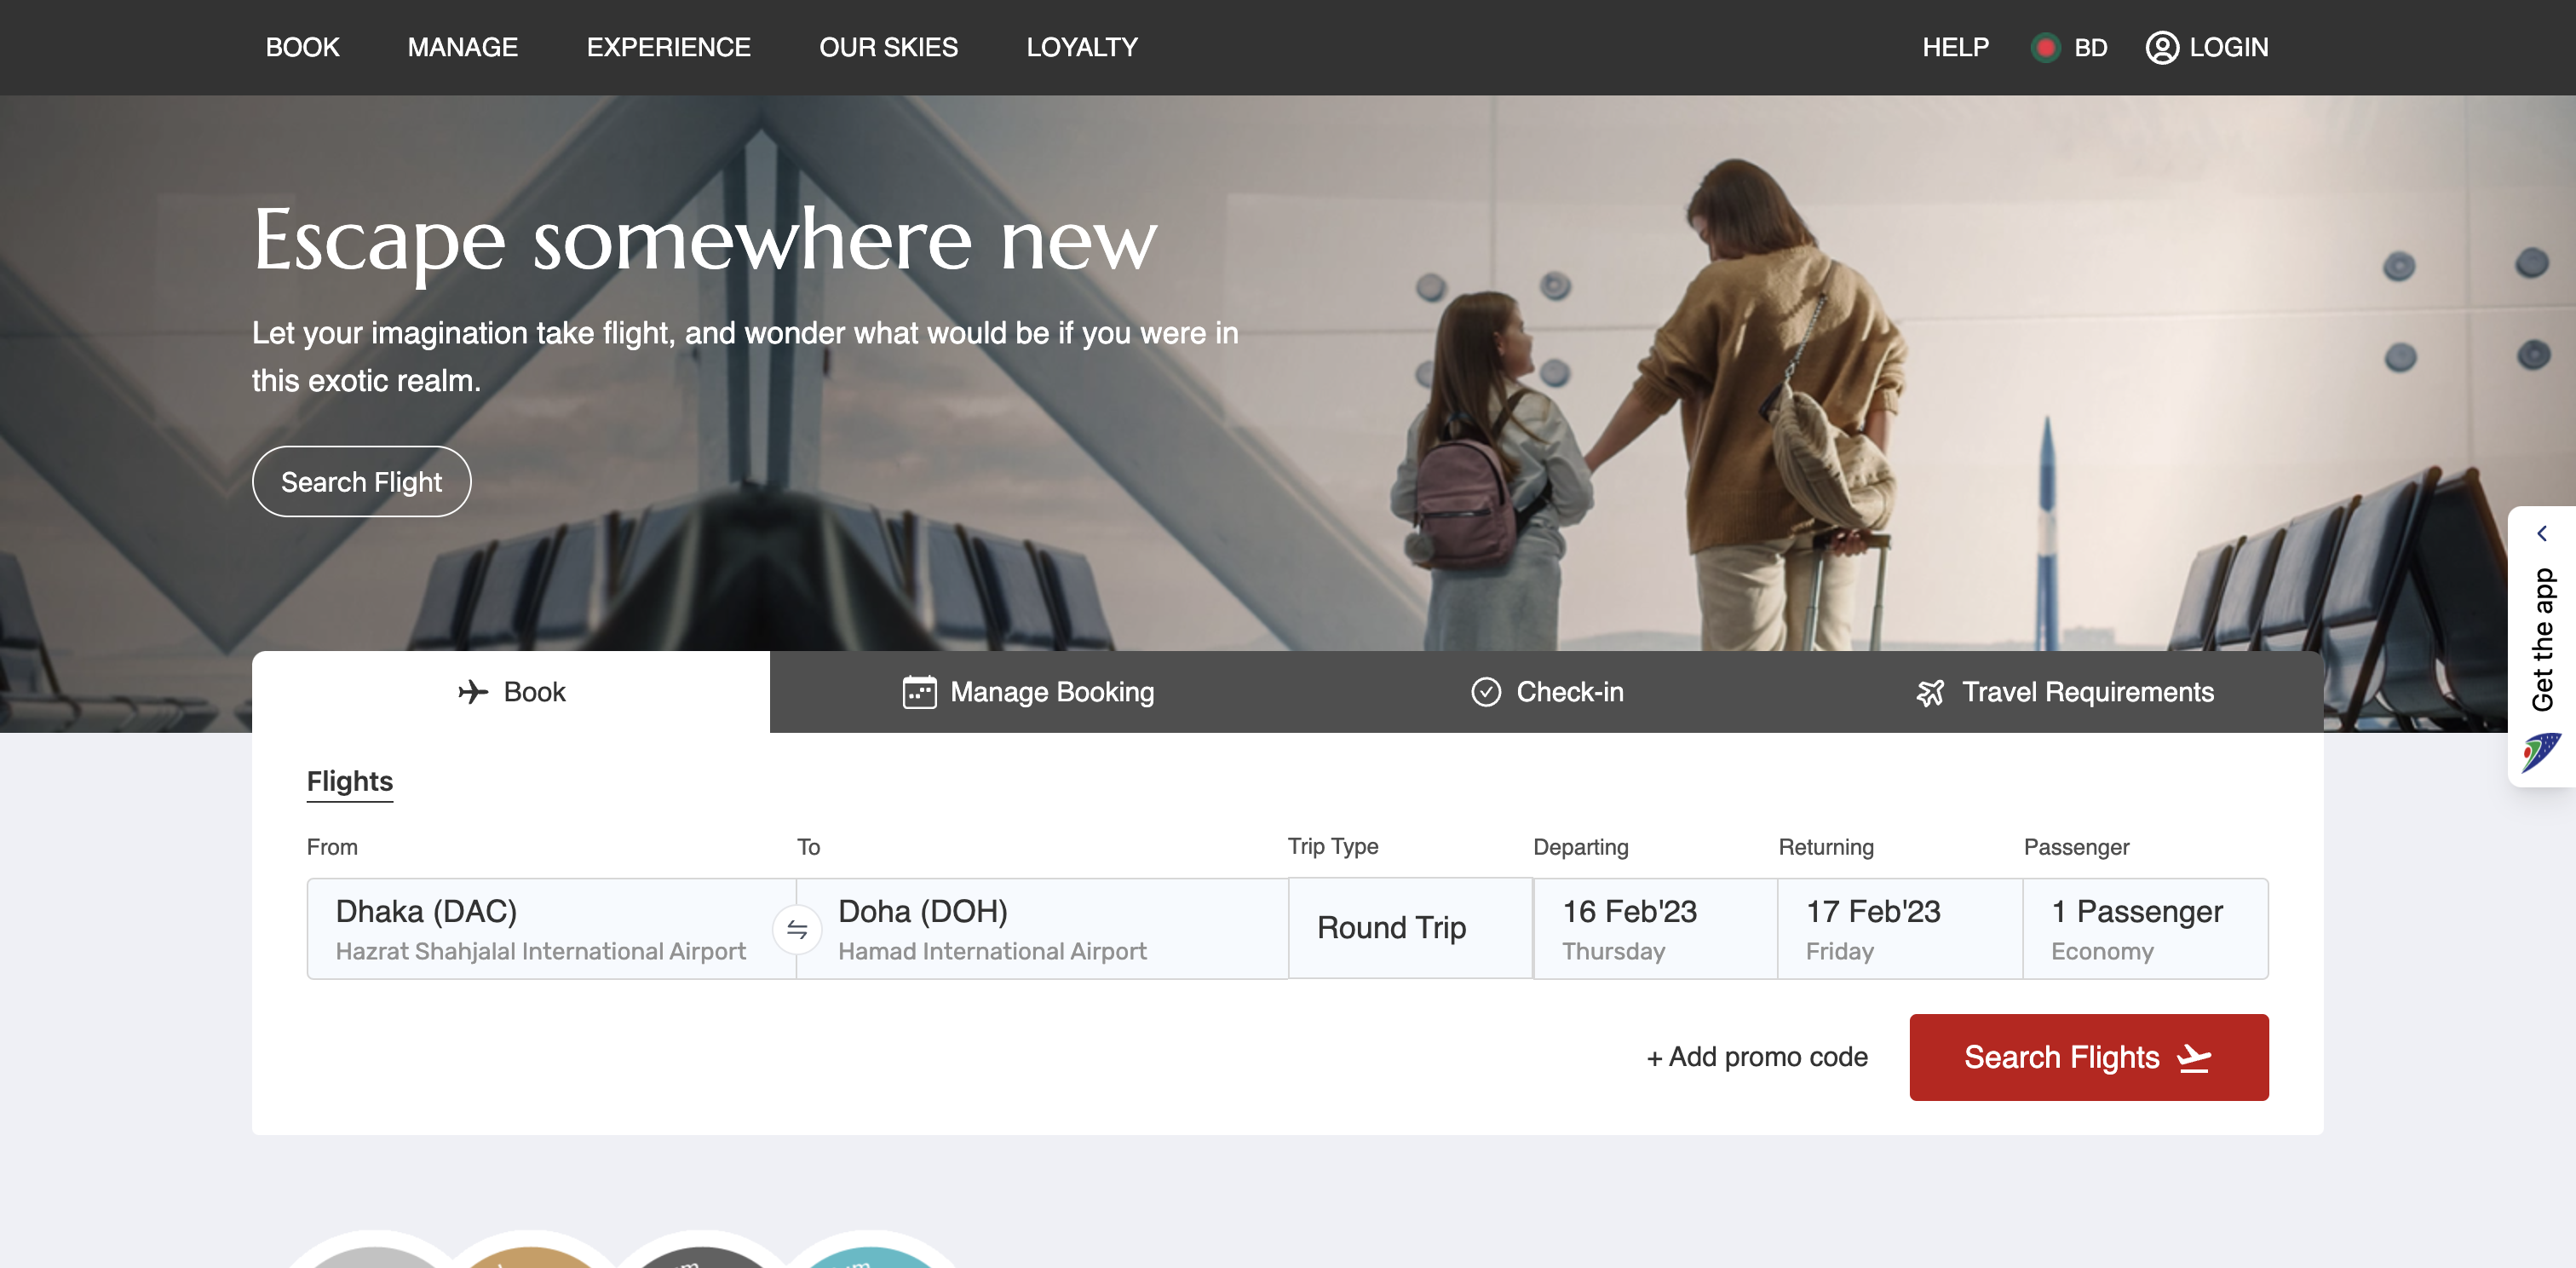 BOOK MANAGE EXPERIENCE OUR SKIES LOYALTY HELP BD LOGIN
Escape somewhere new
Let your imagination take flight, and wonder what would be if you were in
this exotic realm.
Search Flight
Get the app
Book Manage Booking Check-in Travel Requirements
Flights
From To Trip Type Departing Returning Passenger
Dhaka (DAC) Doha (DOH) Round Trip 16 Feb'23 17 Feb'23 1 Passenger
Hazrat Shahjalal International Airport Hamad International Airport Thursday Friday Economy
+ Add promo code Search Flights